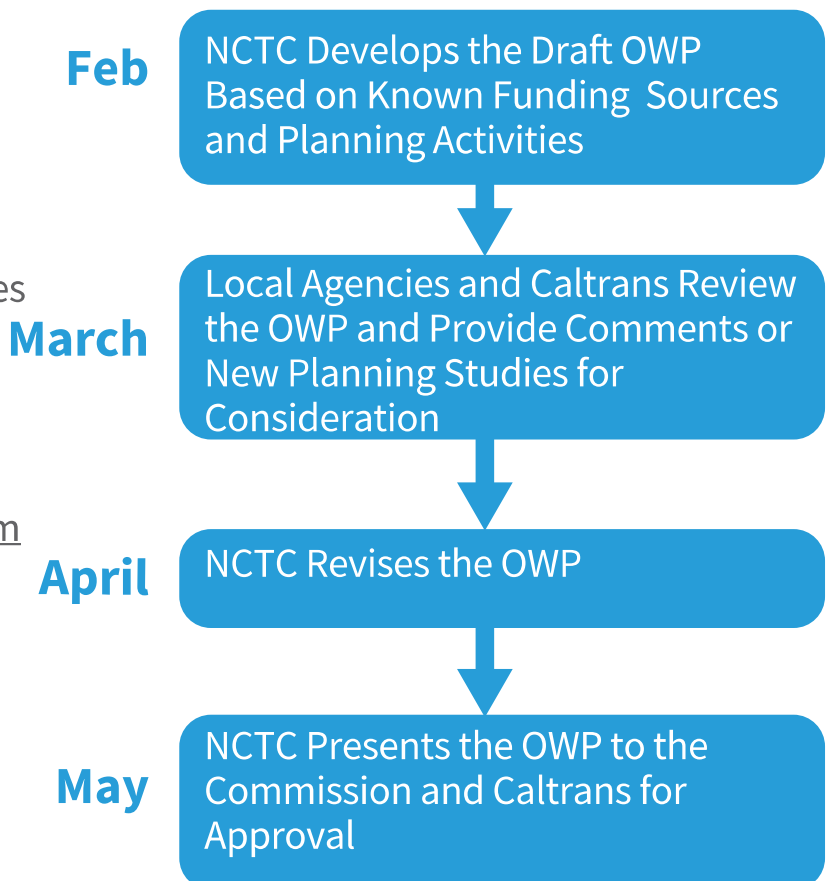 Feb
NCTC Develops the Draft OWP
Based on Known Funding Sources
and Planning Activities
es
March
Local Agencies and Caltrans Review
the OWP and Provide Comments or
New Planning Studies for
Consideration
m
April
NCTC Revises the OWP
May
NCTC Presents the OWP to the
Commission and Caltrans for
Approval